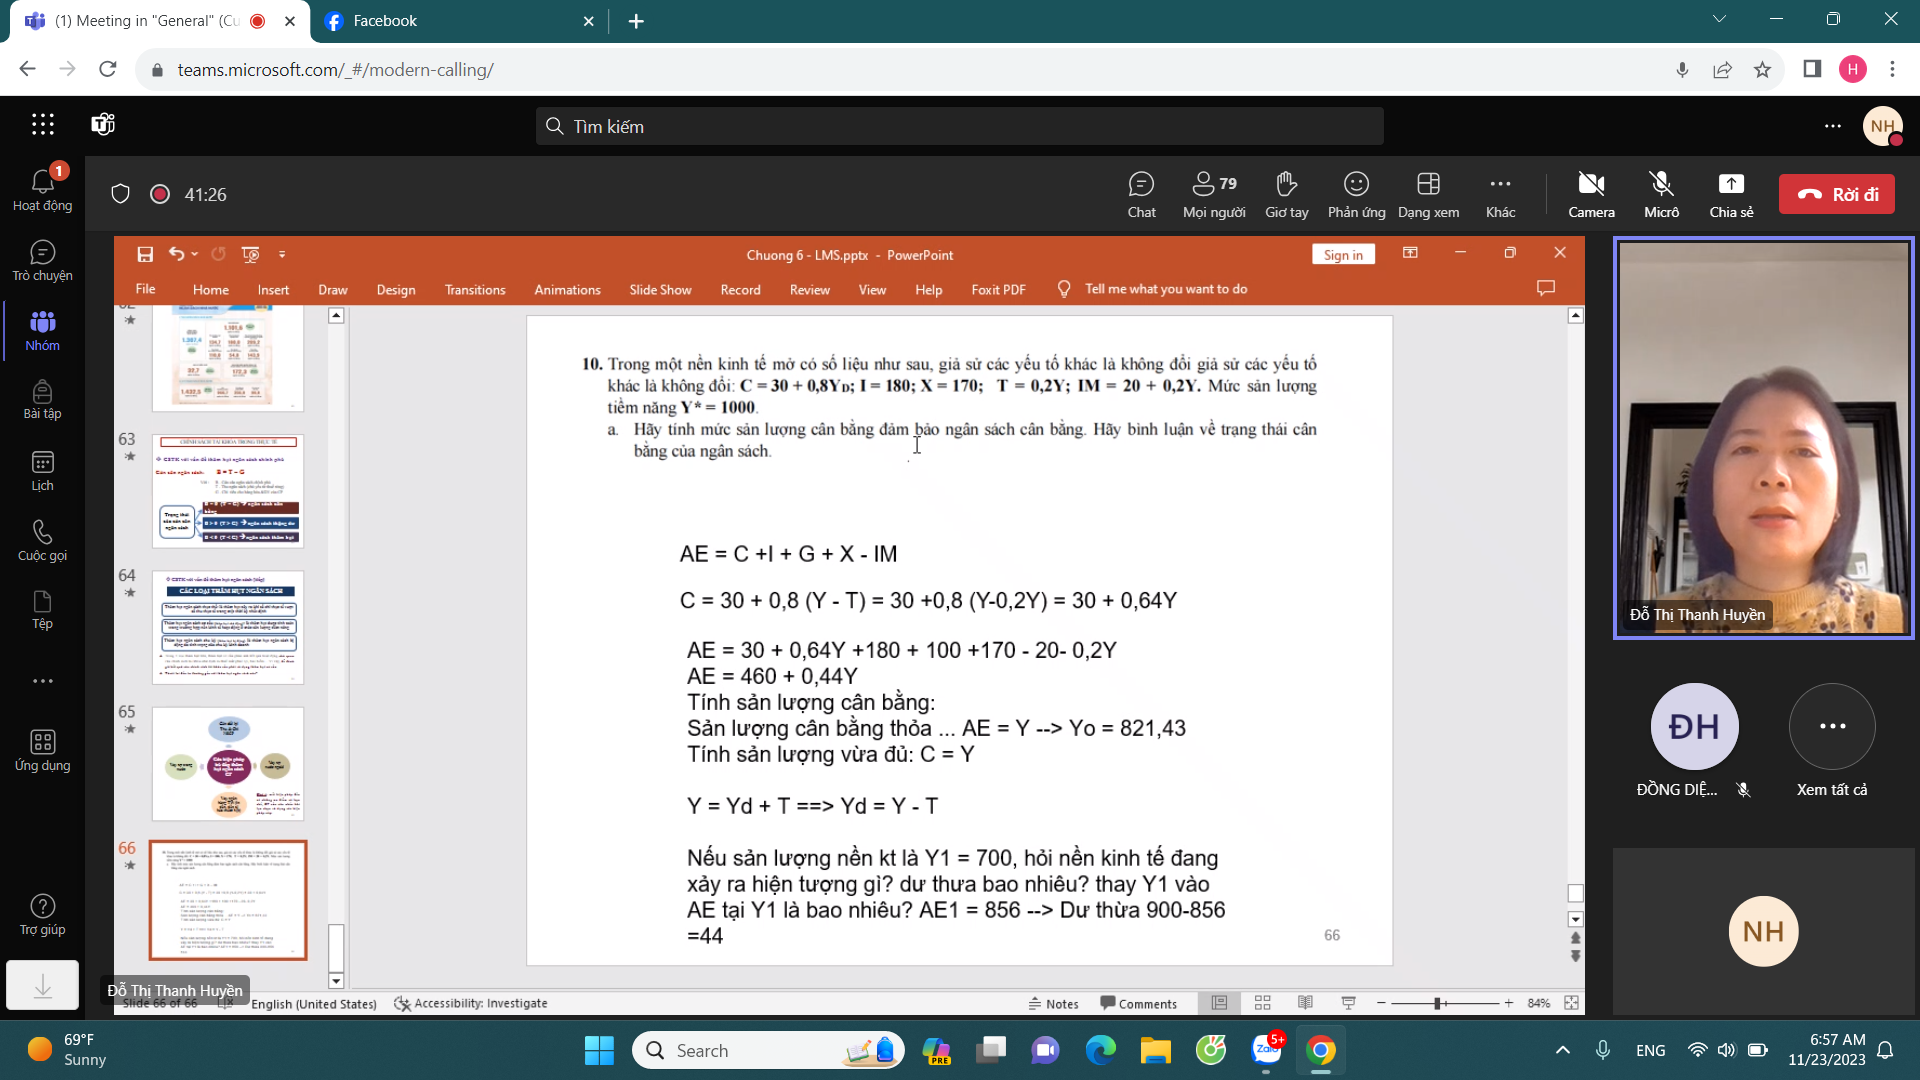 (1) Meeting in "General" (Cu
Facebook
teams.microsoft.com/_#/modern-calling/
H
Tìm kiếm
NH
1
Hoạt động
Trò chuyện
Nhóm
Bài tập
Lịch
Cuộc gọi
Tệp
Ứng dụng
Trợ giúp
41:26
Chat
79
Mọi người
Giơ tay
Phản ứng
Dạng xem
Khác
Camera
Micrô
Chia sẻ
Rời đi
Chuong 6 - LMS.pptx - PowerPoint
Sign in
File
Home
Insert
Draw
Design
Transitions
Animations
Slide Show
Record
Review
View
Help
Foxit PDF
Tell me what you want to do
63
64
CÁC LOẠI THÂM HỤT NGÂN SÁCH
65
66
10. Trong một nền kinh tế mở có số liệu như sau, giả sử các yếu tố khác là không đổi giả sử các yếu tố
khác là không đổi: C = 30 + 0,8YD; I = 180; X = 170; T = 0,2Y; IM = 20 + 0,2Y. Mức sản lượng
tiềm năng Y* = 1000.
a. Hãy tính mức sản lượng cân bằng đảm bảo ngân sách cân bằng. Hãy bình luận về trạng thái cân
bằng của ngân sách.
AE = C +I + G + X - IM
C = 30 + 0,8 (Y - T) = 30 +0,8 (Y-0,2Y) = 30 + 0,64Y
AE = 30 + 0,64Y +180 + 100 +170 - 20- 0,2Y
AE = 460 + 0,44Y
Tính sản lượng cân bằng:
Sản lượng cân bằng thỏa ... AE = Y --> Yo = 821,43
Tính sản lượng vừa đủ: C = Y
Y = Yd + T ==> Yd = Y - T
Nếu sản lượng nền kt là Y1 = 700, hỏi nền kinh tế đang
xảy ra hiện tượng gì? dư thưa bao nhiêu? thay Y1 vào
AE tại Y1 là bao nhiêu? AE1 = 856 --> Dư thừa 900-856
=44
66
Đỗ Thị Thanh Huyền
Slide 66 of 66
English (United States)
Accessibility: Investigate
Notes
Comments
84%
Đỗ Thị Thanh Huyền
ĐH
ĐỒNG DIỆ...
Xem tất cả
NH
69°F
Sunny
Search
PRE
Zalo
5+
ENG
6:57 AM
11/23/2023